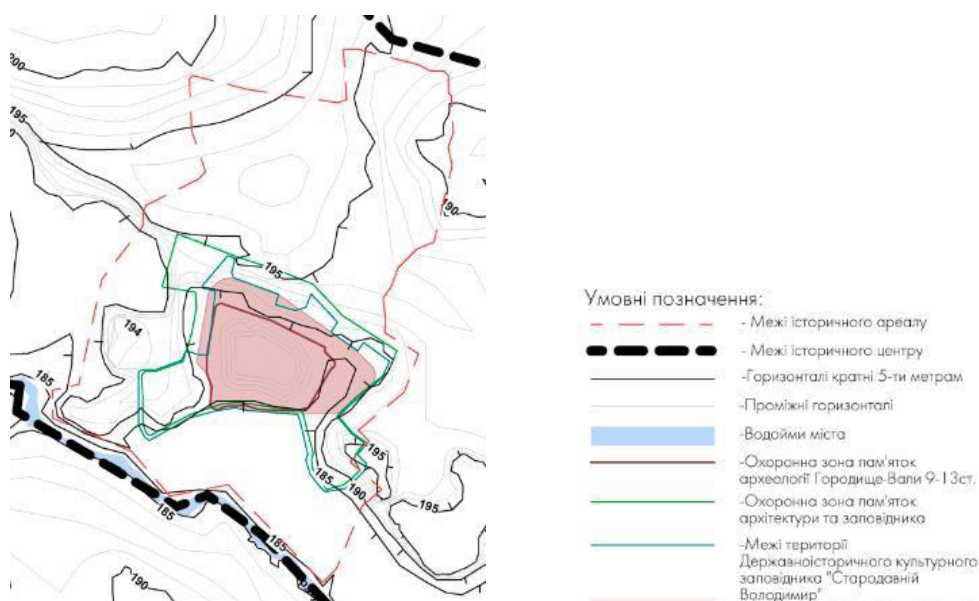 200
195
190
195
194
185
195
185
190
195
185
185
190
Умовні позначення:
- Межі історичного ареалу
- Межі історичного центру
-Горизонталі кратні 5-ти метрам
-Проміжні горизонталі
-Водойми міста
-Охоронна зона пам'яток
археології Городище-Вали 9-13ст.
-Охоронна зона пам'яток
архітектури та заповідника
-Межі території
Державноісторичного культурного
заповідника "Стародавній
Володимир"